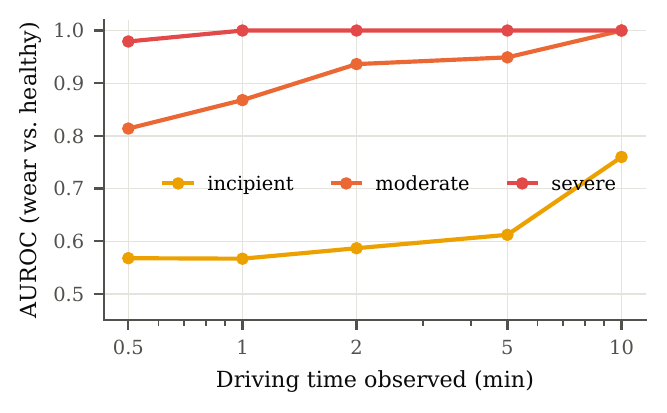 AUROC (wear vs. healthy)
1.0
0.9
0.8
0.7
0.6
0.5
incipient moderate severe
0.5 1 2 5 10
Driving time observed (min)